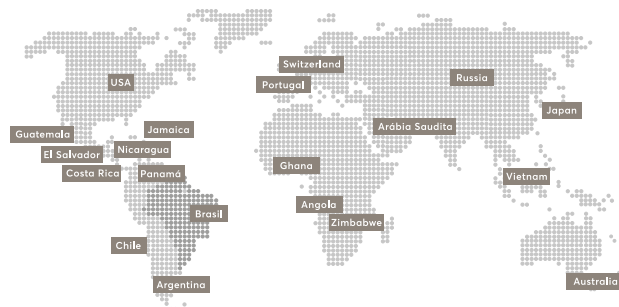 Switzerland
Russia
USA
Portugal
Japan
Jamaica
Arábia Saudita
Guatemala
Nicaragua
El Salvador
Ghana
Costa Rica
Panamá
Vietnam
Angola
Brasil
Zimbabwe
Chile
Argentina
Australia